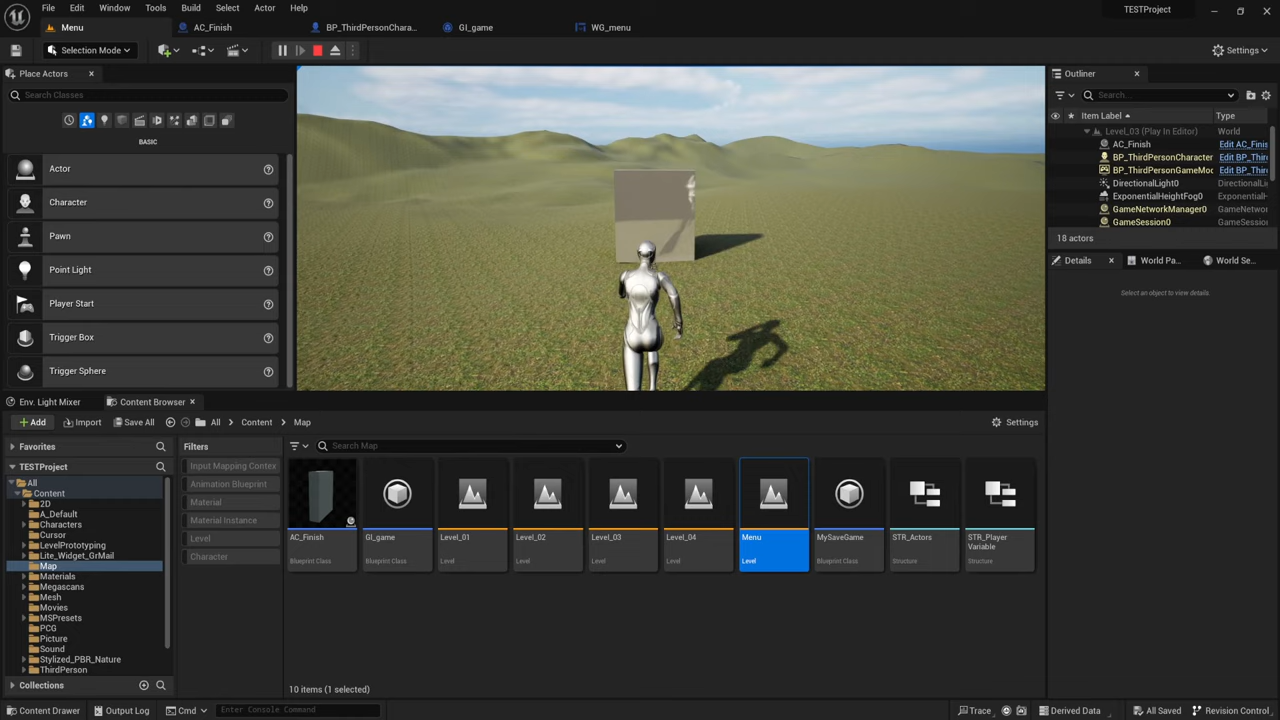 File Edit Window Tools Build Select Actor Help
TESTProject
Menu
AC_Finish
BP_ThirdPersonChara...
GI_game
WG_menu
Selection Mode
Settings
Place Actors
Search Classes
BASIC
Actor
Character
Pawn
Point Light
Player Start
Trigger Box
Trigger Sphere
Outliner
Search...
Item Label
Type
Level_03 (Play In Editor)
World
AC_Finish
Edit AC_Finis
BP_ThirdPersonCharacter
Edit BP_Thir
BP_ThirdPersonGameMod
Edit BP_Thir
DirectionalLight0
DirectionalLi
ExponentialHeightFog0
Exponential
GameNetworkManager0
GameNetwo
GameSession0
GameSessio
18 actors
Details
World Pa...
World Se...
Select an object to view details.
Env. Light Mixer
Content Browser
Add
Import
Save All
All
Content
Map
Settings
Favorites
TESTProject
All
Content
2D
A_Default
Characters
Cursor
LevelPrototyping
Lite_Widget_GrMail
Map
Materials
Megascans
Mesh
Movies
MSPresets
PCG
Picture
Sound
Stylized_PBR_Nature
ThirdPerson
Collections
Filters
Input Mapping Contex
Animation Blueprint
Material
Material Instance
Level
Character
Search Map
AC_Finish
Blueprint Class
GI_game
Blueprint Class
Level_01
Level
Level_02
Level
Level_03
Level
Level_04
Level
Menu
Level
MySaveGame
Blueprint Class
STR_Actors
Structure
STR_Player
Variable
Structure
10 items (1 selected)
Content Drawer
Output Log
Cmd
Enter Console Command
Trace
Derived Data
All Saved
Revision Control